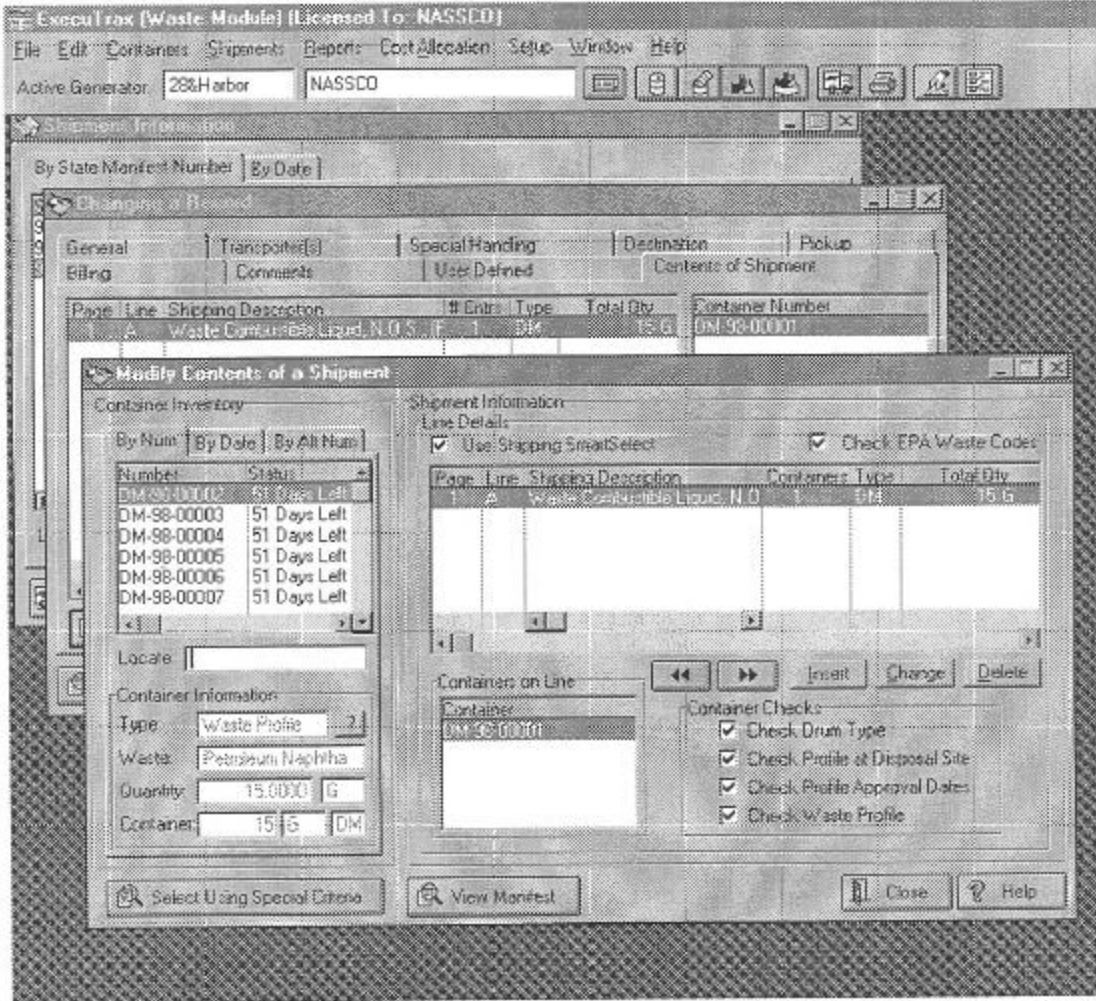 ExecuTrax (Waste Module) (Licensed To: NASSCO)
File Edit Containers Shipments Reports Cost Allocation Setup Window Help
Active Generator 28&Harbor NASSCO
Shipment Information
By State Manifest Number By Date
Changing a Record
General Transporter(s) Special Handing Destination Pickup
Billing Comments User Defined Contents of Shipment
Page Line Shipping Description # Entrs Type Total Qty Container Number
1 A Waste Combustible Liquid, N.O.S., (F 1 DM 15 G DM-98-00001
Modify Contents of a Shipment
Container Inventory Shipment Information
Line Details
By Num By Date By Alt Num Use Shipping SmartSelect Check EPA Waste Codes
Number Status Page Line Shipping Description Containers Type Total Qty
DM-98-00002 51 Days Left 1 A Waste Combustible Liquid, N.O 1 DM 15 G
DM-98-00003 51 Days Left
DM-98-00004 51 Days Left
DM-98-00005 51 Days Left
DM-98-00006 51 Days Left
DM-98-00007 51 Days Left
Locate
Insert Change Delete
Containers on Line
Container Information Container Container Checks
Type Waste Profile ? DM-98-00001 Check Drum Type
Waste: Petroleum Naphtha Check Profile at Disposal Site
Quantity: 15.0000 G Check Profile Approval Dates
Container: 15 G DM Check Waste Profile
Select Using Special Criteria View Manifest Close Help